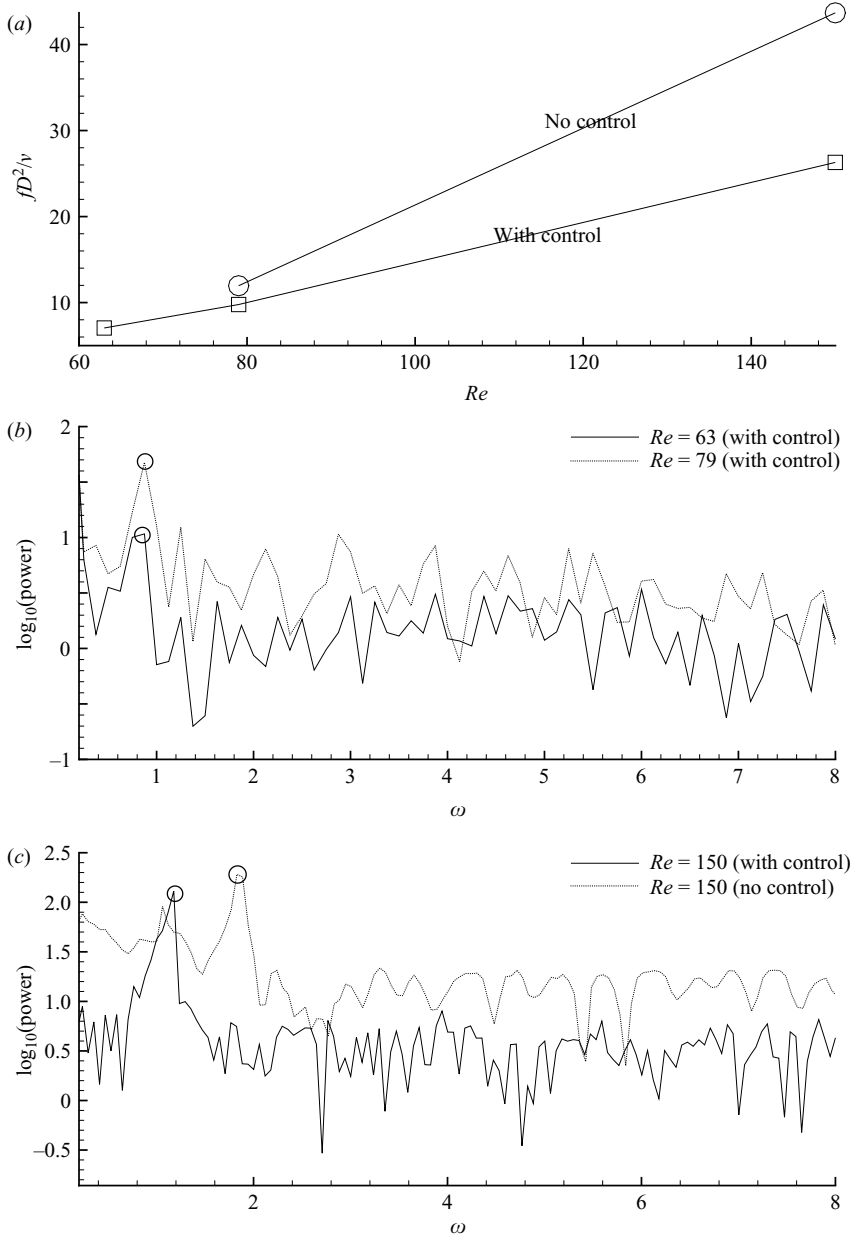 (a)
40
30
20
10
fD²/ν
No control
With control
60
80
100
120
140
Re
(b)
2
1
0
–1
log₁₀(power)
Re = 63 (with control)
Re = 79 (with control)
1
2
3
4
5
6
7
8
ω
(c)
2.5
2.0
1.5
1.0
0.5
0
–0.5
log₁₀(power)
Re = 150 (with control)
Re = 150 (no control)
2
4
6
8
ω